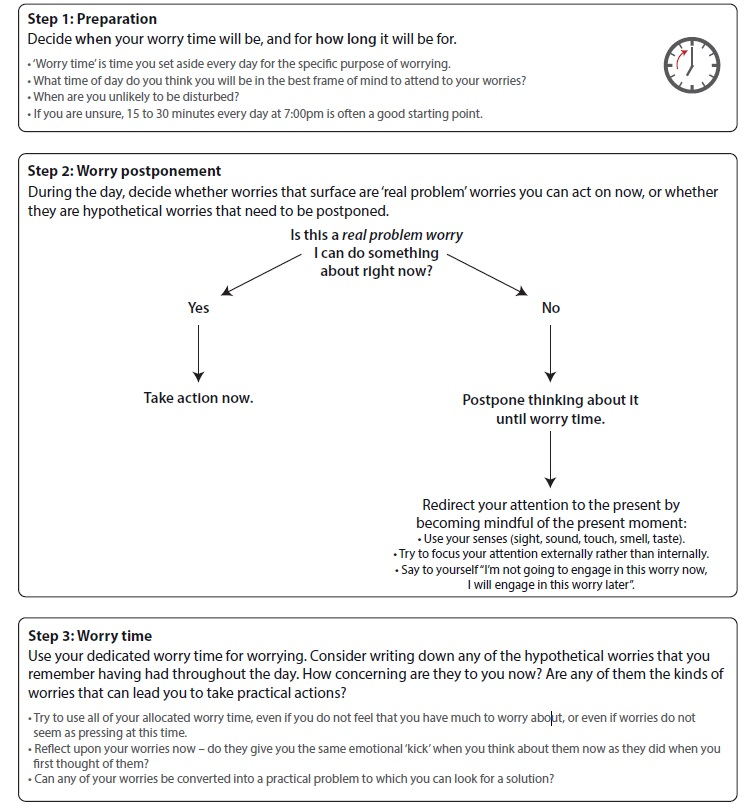 Step 1: Preparation
Decide when your worry time will be, and for how long it will be for.
• 'Worry time' is time you set aside every day for the specific purpose of worrying.
• What time of day do you think you will be in the best frame of mind to attend to your worries?
• When are you unlikely to be disturbed?
• If you are unsure, 15 to 30 minutes every day at 7:00pm is often a good starting point.
Step 2: Worry postponement
During the day, decide whether worries that surface are 'real problem' worries you can act on now, or whether
they are hypothetical worries that need to be postponed.
Is this a real problem worry
I can do something
about right now?
Yes
No
Take action now.
Postpone thinking about it
until worry time.
Redirect your attention to the present by
becoming mindful of the present moment:
• Use your senses (sight, sound, touch, smell, taste).
• Try to focus your attention externally rather than internally.
• Say to yourself "I'm not going to engage in this worry now,
I will engage in this worry later".
Step 3: Worry time
Use your dedicated worry time for worrying. Consider writing down any of the hypothetical worries that you
remember having had throughout the day. How concerning are they to you now? Are any of them the kinds of
worries that can lead you to take practical actions?
• Try to use all of your allocated worry time, even if you do not feel that you have much to worry about, or even if worries do not
seem as pressing at this time.
• Reflect upon your worries now – do they give you the same emotional 'kick' when you think about them now as they did when you
first thought of them?
• Can any of your worries be converted into a practical problem to which you can look for a solution?